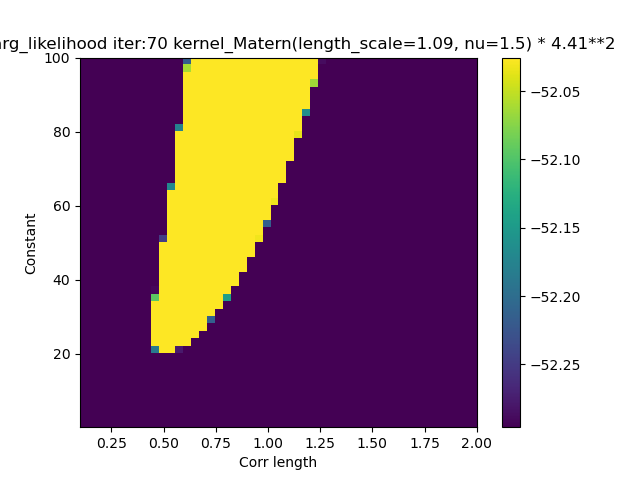 arg_likelihood iter:70 kernel_Matern(length_scale=1.09, nu=1.5) * 4.41**2
100
80
60
40
20
Constant
0.25 0.50 0.75 1.00 1.25 1.50 1.75 2.00
Corr length
−52.05
−52.10
−52.15
−52.20
−52.25